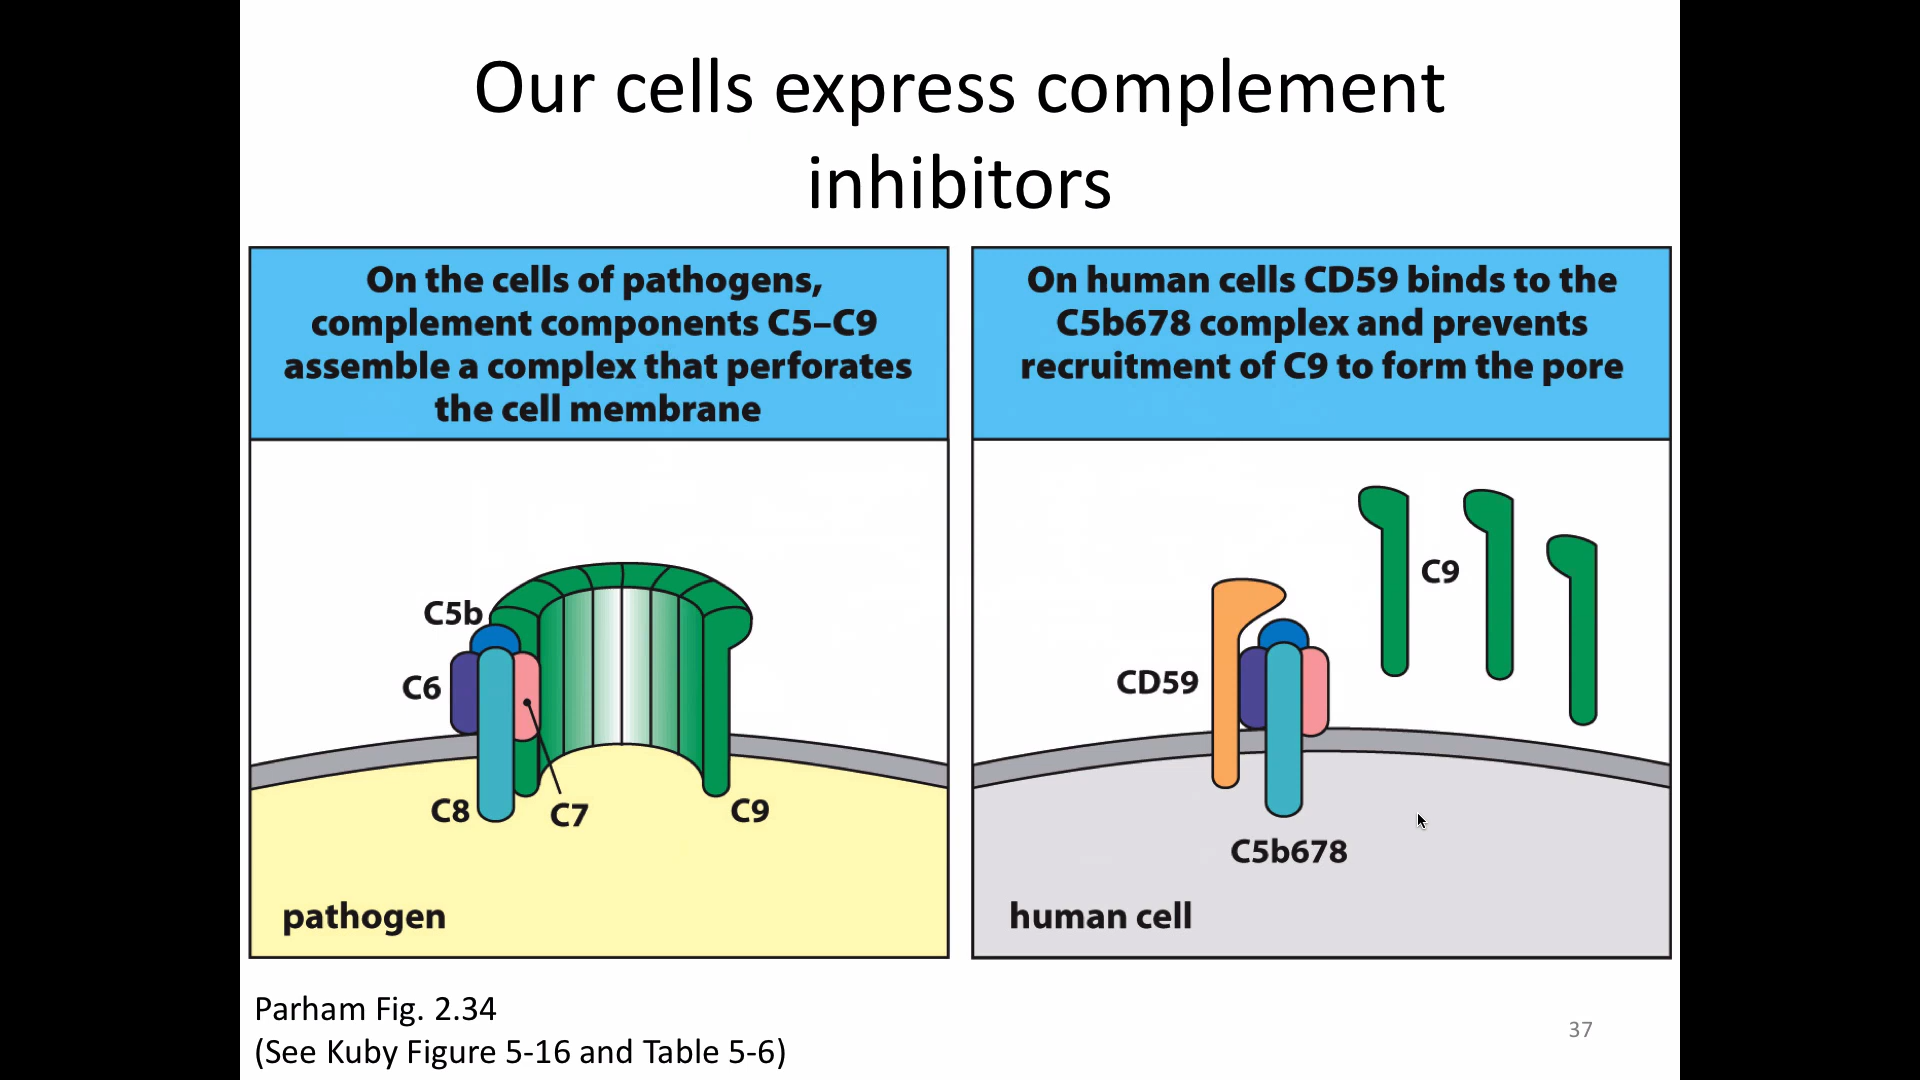 Our cells express complement
inhibitors
On the cells of pathogens,
complement components C5–C9
assemble a complex that perforates
the cell membrane
C5b
C6
C8
C7
C9
pathogen
On human cells CD59 binds to the
C5b678 complex and prevents
recruitment of C9 to form the pore
C9
CD59
C5b678
human cell
Parham Fig. 2.34
(See Kuby Figure 5-16 and Table 5-6)
37